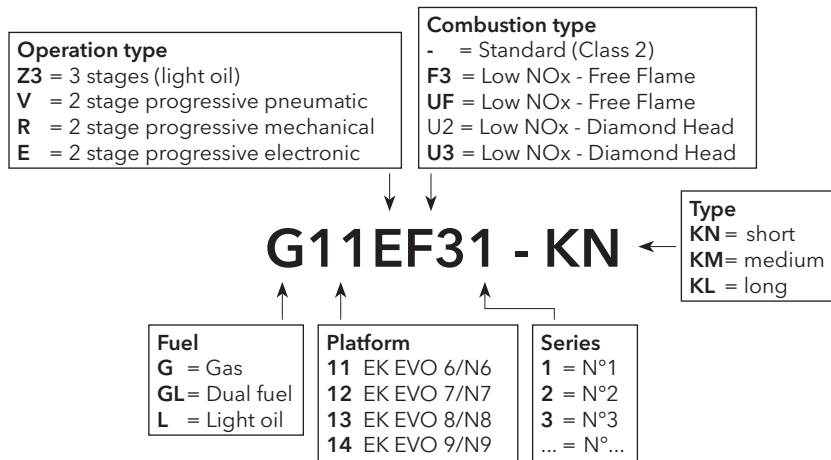 Operation type
Z3 = 3 stages (light oil)
V = 2 stage progressive pneumatic
R = 2 stage progressive mechanical
E = 2 stage progressive electronic
Combustion type
- = Standard (Class 2)
F3 = Low NOx - Free Flame
UF = Low NOx - Free Flame
U2 = Low NOx - Diamond Head
U3 = Low NOx - Diamond Head
G11EF31 - KN
Type
KN = short
KM = medium
KL = long
Fuel
G = Gas
GL = Dual fuel
L = Light oil
Platform
11 EK EVO 6/N6
12 EK EVO 7/N7
13 EK EVO 8/N8
14 EK EVO 9/N9
Series
1 = N°1
2 = N°2
3 = N°3
... = N°...